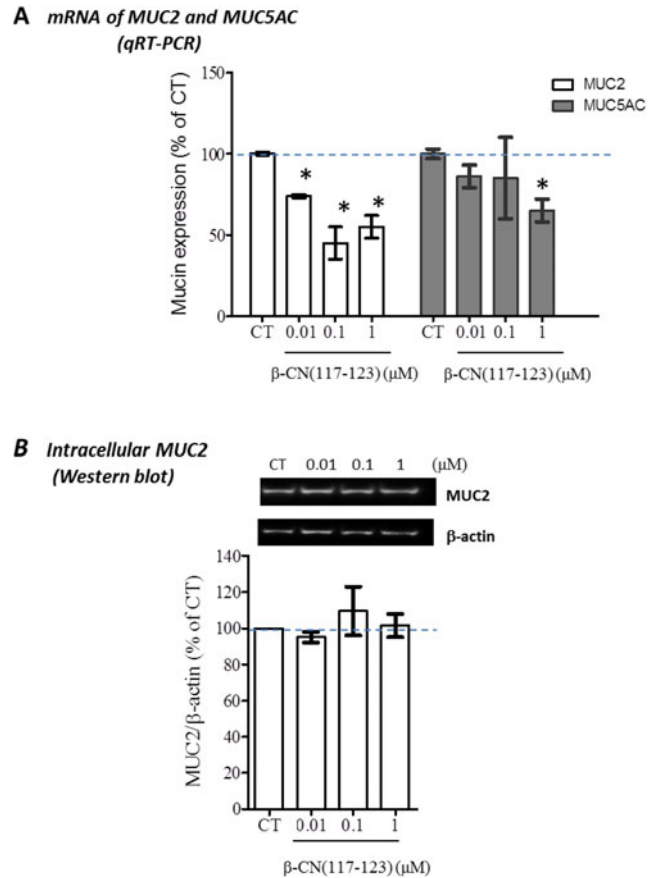 A mRNA of MUC2 and MUC5AC
(qRT-PCR)
Mucin expression (% of CT)
150
100
50
0
MUC2
MUC5AC
* * * *
CT 0.01 0.1 1 CT 0.01 0.1 1
β-CN(117-123)(μM) β-CN(117-123)(μM)
B Intracellular MUC2
(Western blot)
CT 0.01 0.1 1 (μM)
MUC2
β-actin
MUC2/β-actin (% of CT)
140
120
100
80
60
40
20
0
CT 0.01 0.1 1
β-CN(117-123)(μM)